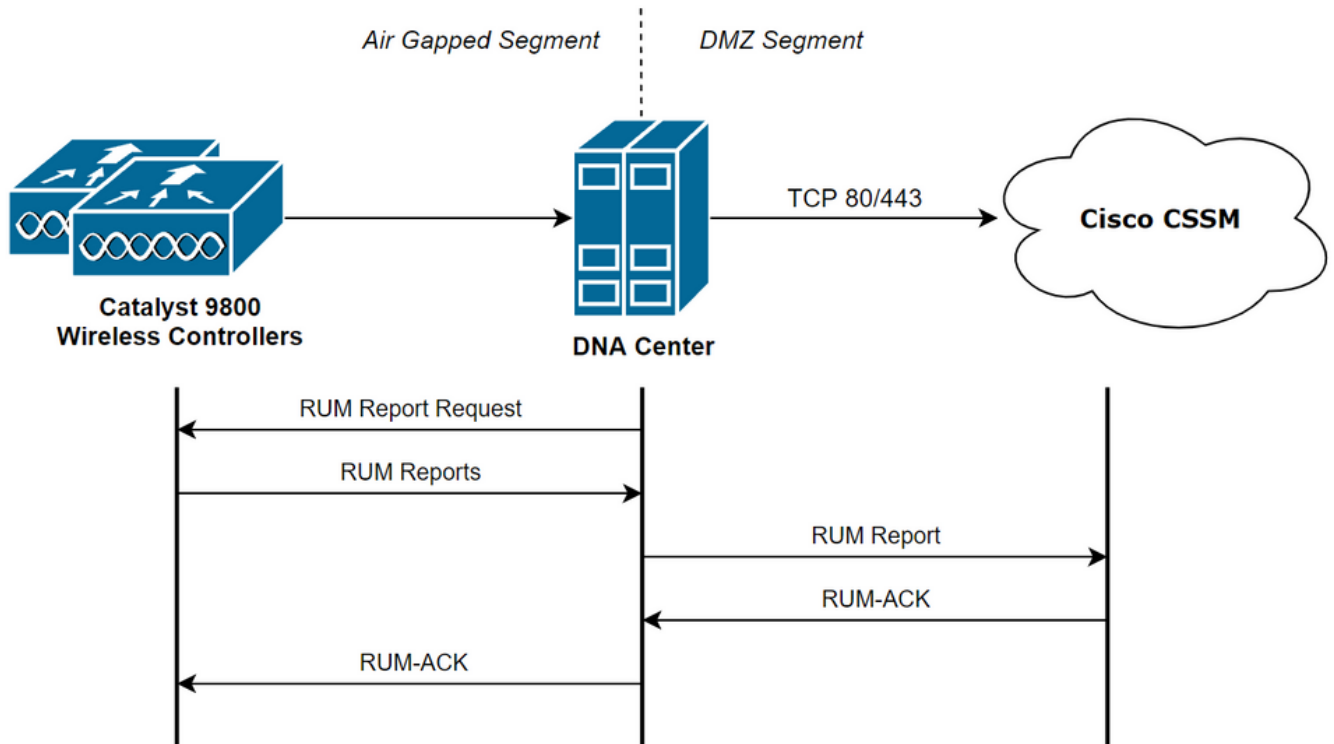 Air Gapped Segment
DMZ Segment
TCP 80/443
Cisco CSSM
Catalyst 9800
Wireless Controllers
DNA Center
RUM Report Request
RUM Reports
RUM Report
RUM-ACK
RUM-ACK